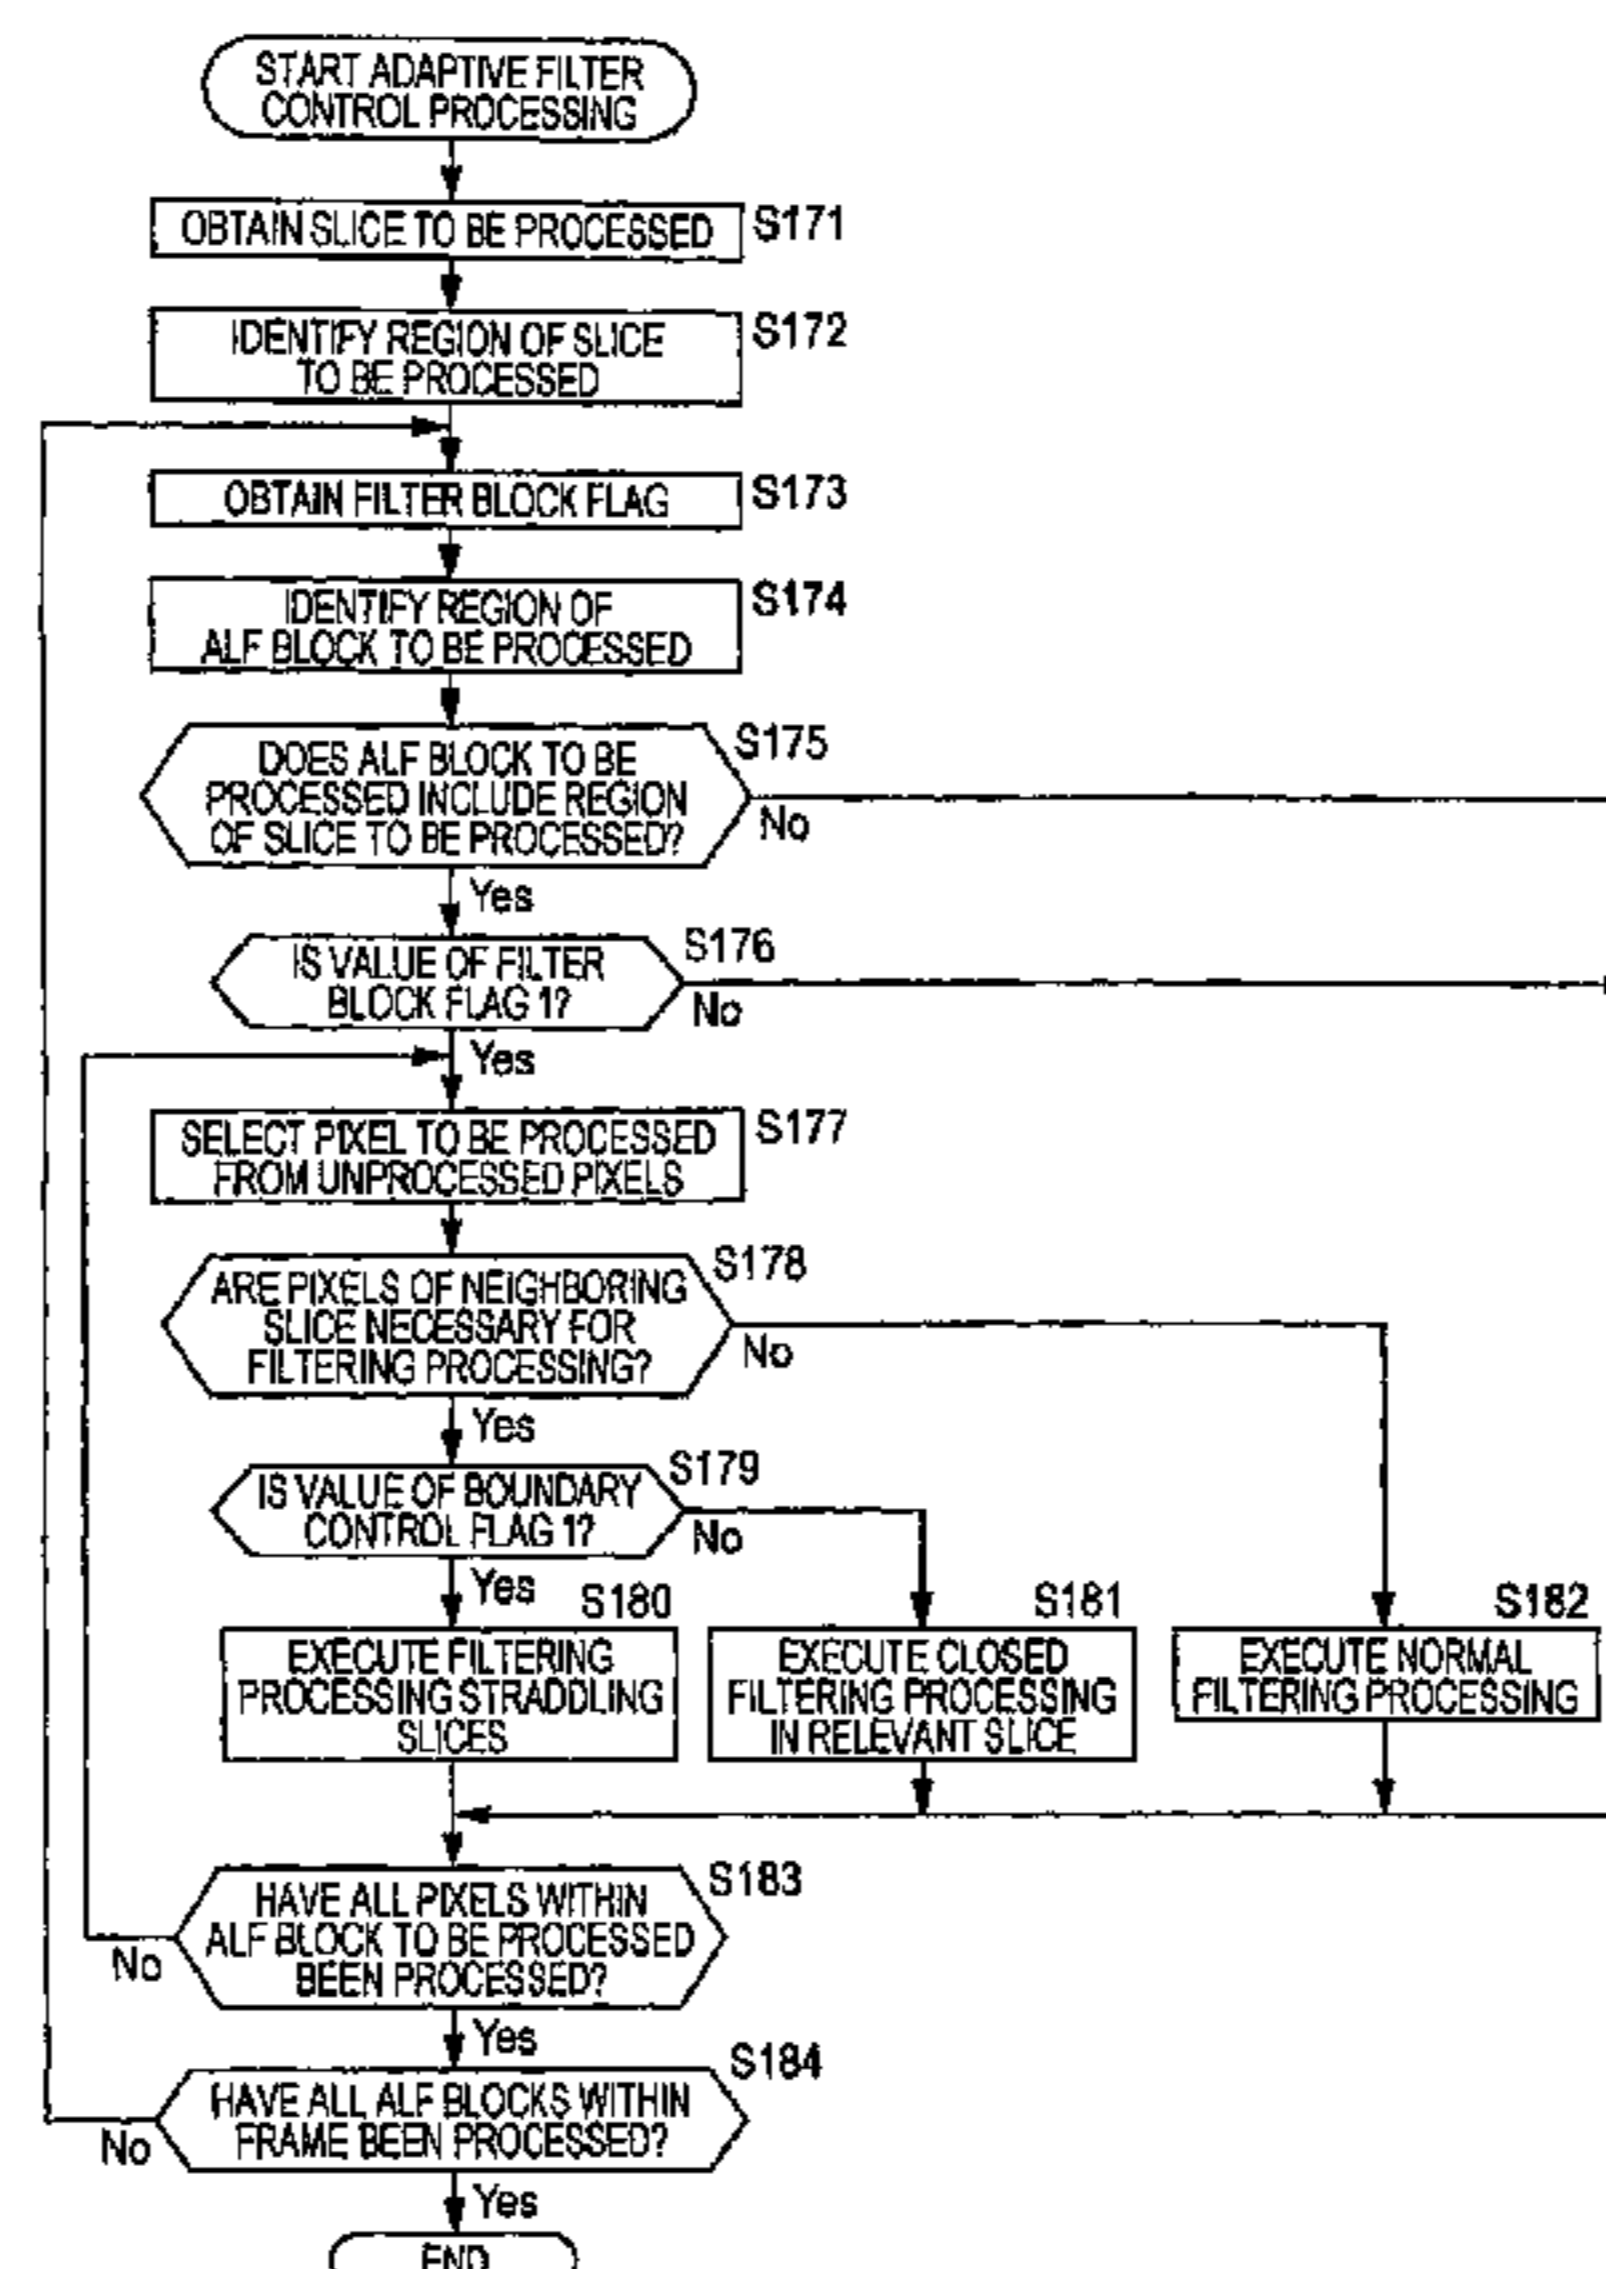 START ADAPTIVE FILTER
CONTROL PROCESSING
OBTAIN SLICE TO BE PROCESSED
S171
IDENTIFY REGION OF SLICE
TO BE PROCESSED
S172
OBTAIN FILTER BLOCK FLAG
S173
IDENTIFY REGION OF
ALF BLOCK TO BE PROCESSED
S174
DOES ALF BLOCK TO BE
PROCESSED INCLUDE REGION
OF SLICE TO BE PROCESSED?
S175
No
Yes
IS VALUE OF FILTER
BLOCK FLAG 1?
S176
No
Yes
SELECT PIXEL TO BE PROCESSED
FROM UNPROCESSED PIXELS
S177
ARE PIXELS OF NEIGHBORING
SLICE NECESSARY FOR
FILTERING PROCESSING?
S178
No
Yes
IS VALUE OF BOUNDARY
CONTROL FLAG 1?
S179
No
Yes
S180
EXECUTE FILTERING
PROCESSING STRADDLING
SLICES
S181
EXECUTE CLOSED
FILTERING PROCESSING
IN RELEVANT SLICE
S182
EXECUTE NORMAL
FILTERING PROCESSING
HAVE ALL PIXELS WITHIN
ALF BLOCK TO BE PROCESSED
BEEN PROCESSED?
S183
No
Yes
HAVE ALL ALF BLOCKS WITHIN
FRAME BEEN PROCESSED?
S184
No
Yes
END